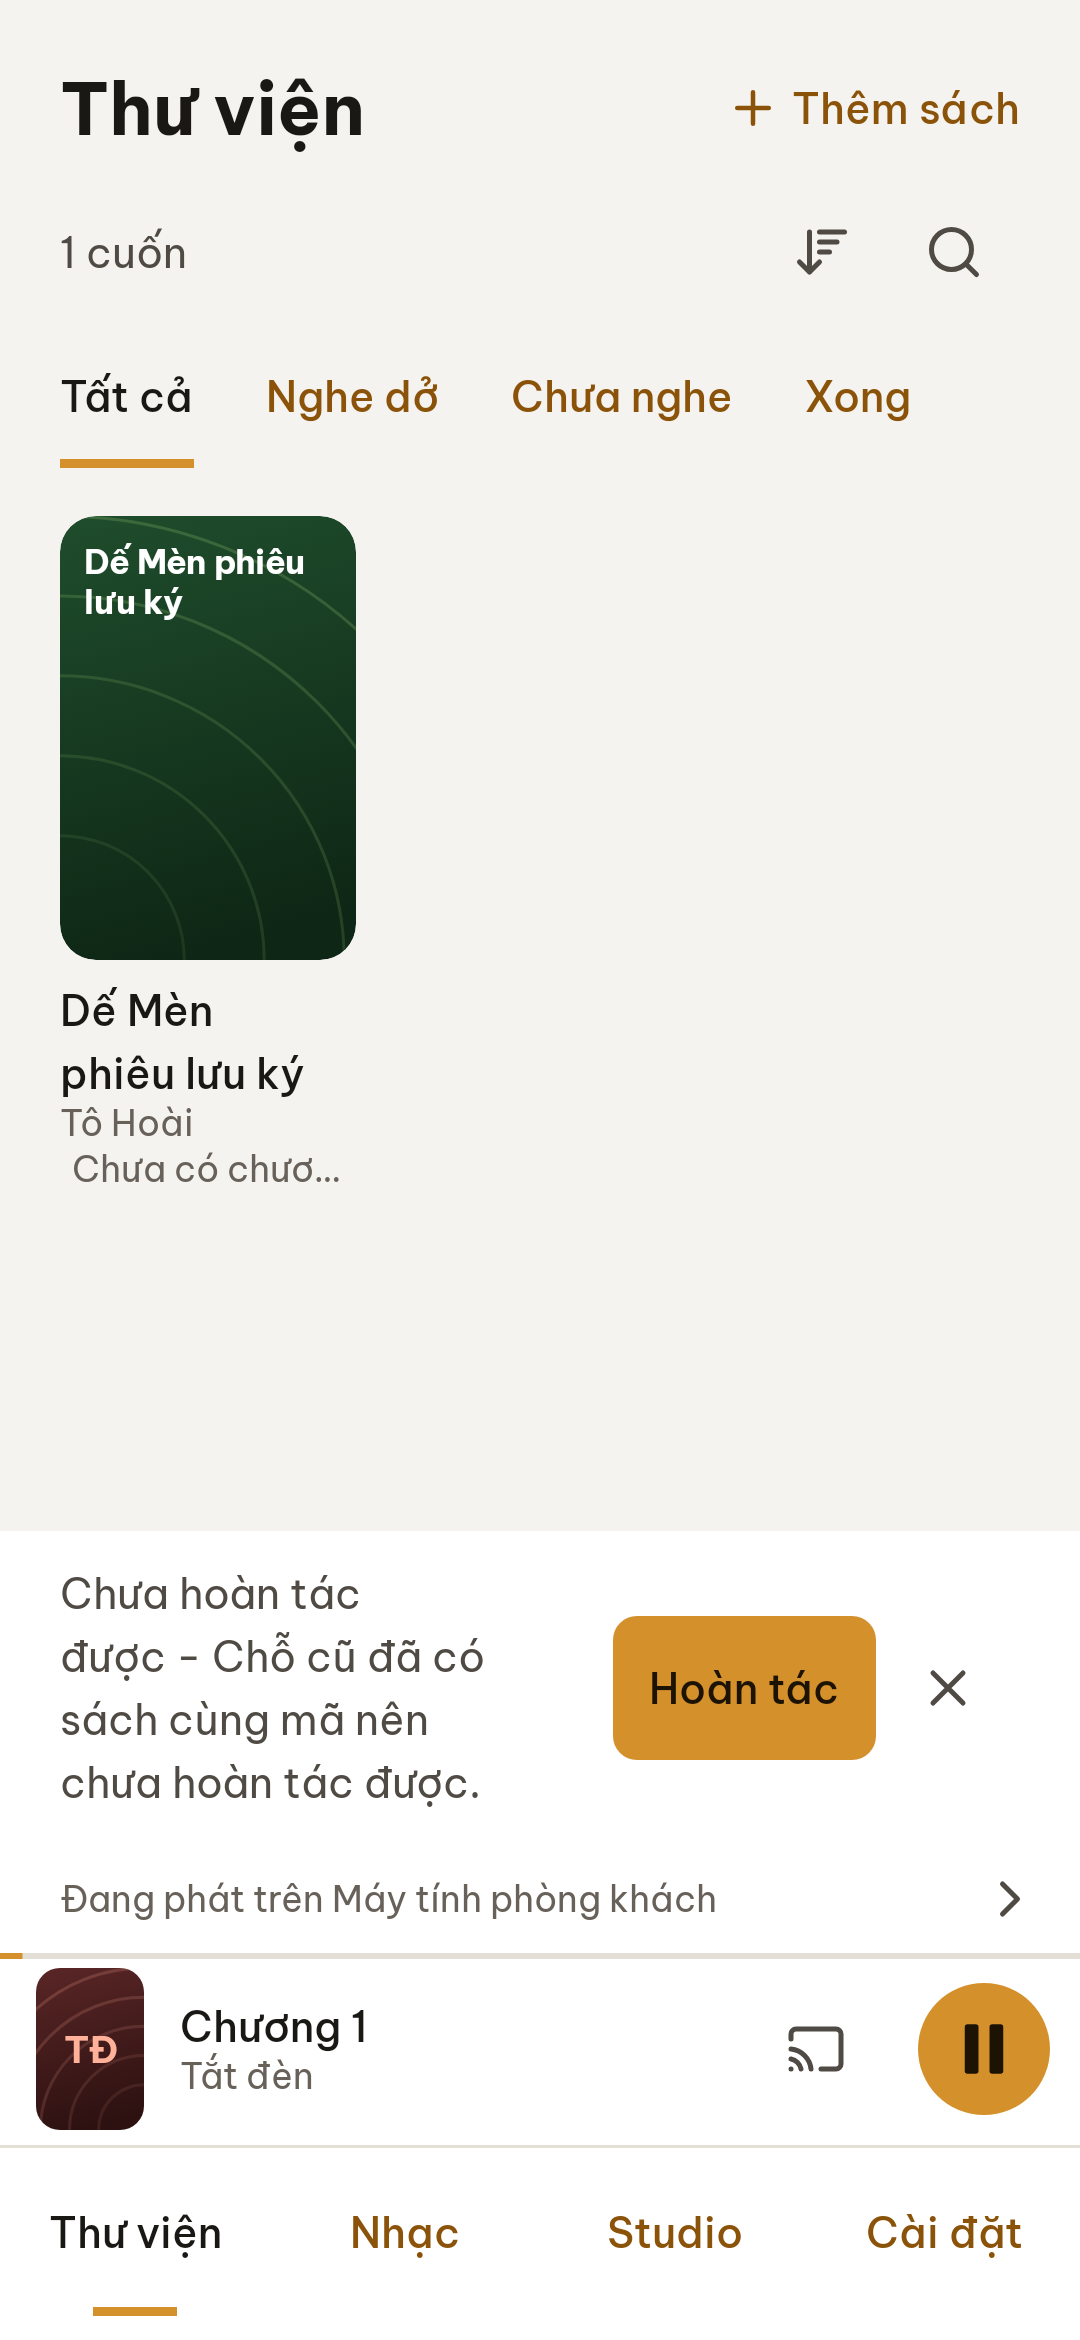 Thư viện
Thêm sách
1 cuốn
Tất cả
Nghe dở
Chưa nghe
Xong
Dế Mèn phiêu
lưu ký
Dế Mèn
phiêu lưu ký
Tô Hoài
Chưa có chươ...
Chưa hoàn tác
được - Chỗ cũ đã có
sách cùng mã nên
chưa hoàn tác được.
Hoàn tác
Đang phát trên Máy tính phòng khách
TĐ
Chương 1
Tắt đèn
Thư viện
Nhạc
Studio
Cài đặt